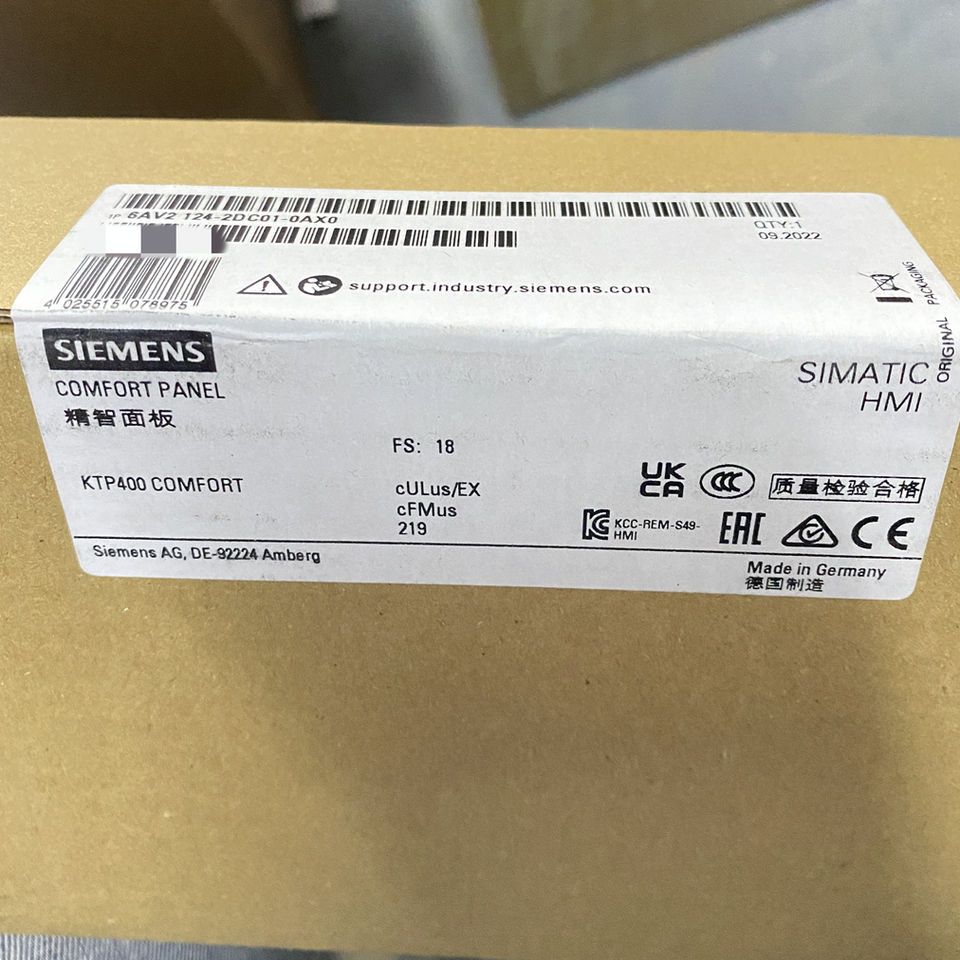 1P 6AV2 124-2DC01-0AX0
QTY:1
09.2022
4 025515 078975
support.industry.siemens.com
ORIGINAL PACKAGING
SIEMENS
COMFORT PANEL
精智面板
SIMATIC
HMI
FS: 18
KTP400 COMFORT
cULus/EX
cFMus
219
UK
CA
CCC
质量检验合格
KCC-REM-S49-
HMI
EAC
CE
Siemens AG, DE-92224 Amberg
Made in Germany
德国制造